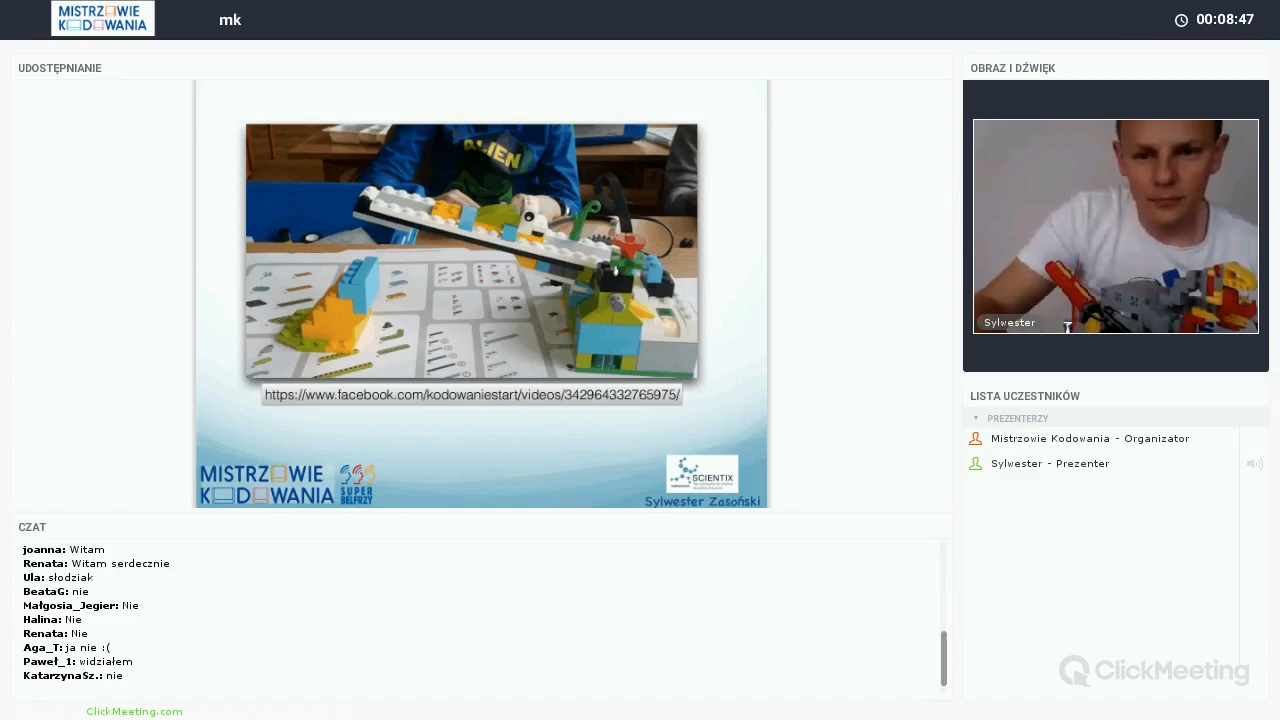 MISTRZOWIE
KODOWANIA
mk
00:08:47
UDOSTĘPNIANIE
ALIEN
https://www.facebook.com/kodowaniestart/videos/342964332765975/
MISTRZOWIE
KODOWANIA
SUPER
BELFRZY
SCIENTIX
Sylwester Zasoński
OBRAZ I DŹWIĘK
Sylwester
LISTA UCZESTNIKÓW
PREZENTERZY
Mistrzowie Kodowania - Organizator
Sylwester - Prezenter
CZAT
joanna: Witam
Renata: Witam serdecznie
Ula: słodziak
BeataG: nie
Małgosia_Jegier: Nie
Halina: Nie
Renata: Nie
Aga_T: ja nie :(
Paweł_1: widziałem
KatarzynaSz.: nie
ClickMeeting
ClickMeeting.com